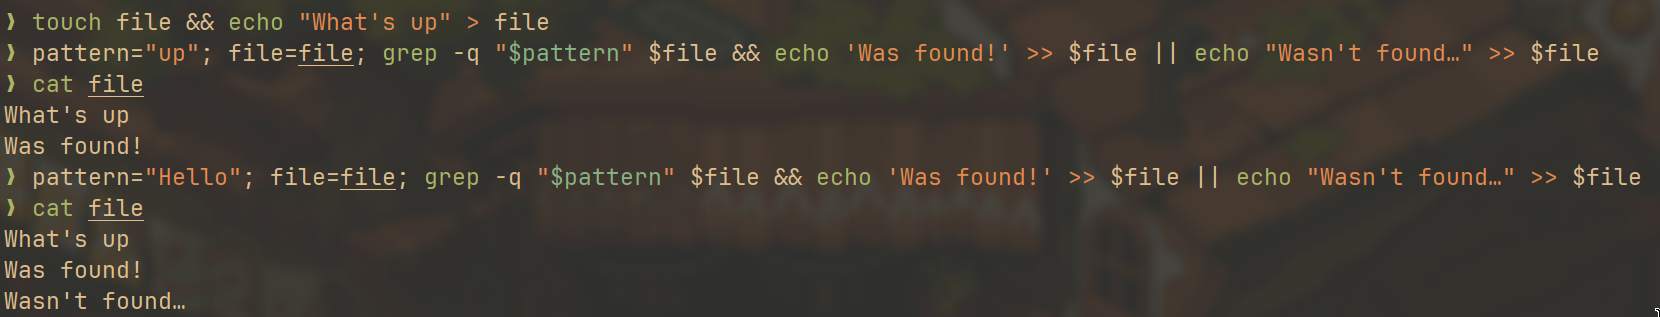 ❯ touch file && echo "What's up" > file
❯ pattern="up"; file=file; grep -q "$pattern" $file && echo 'Was found!' >> $file || echo "Wasn't found…" >> $file
❯ cat file
What's up
Was found!
❯ pattern="Hello"; file=file; grep -q "$pattern" $file && echo 'Was found!' >> $file || echo "Wasn't found…" >> $file
❯ cat file
What's up
Was found!
Wasn't found…